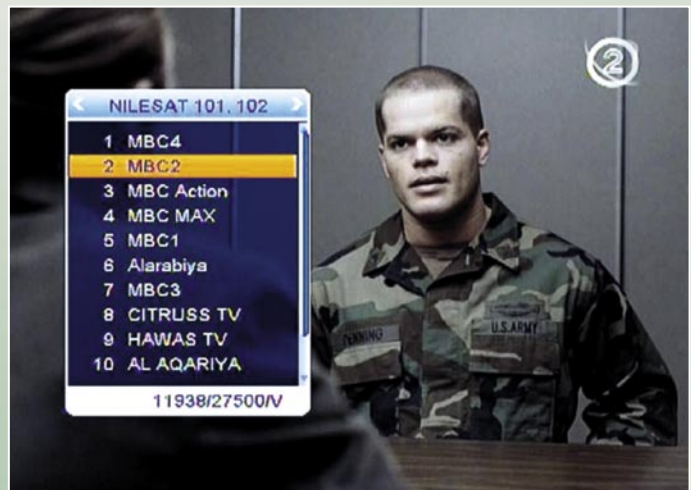 2
NILESAT 101, 102
1 MBC4
2 MBC2
3 MBC Action
4 MBC MAX
5 MBC1
6 Alarabiya
7 MBC3
8 CITRUSS TV
9 HAWAS TV
10 AL AQARIYA
11938/27500/V
U.S.ARMY